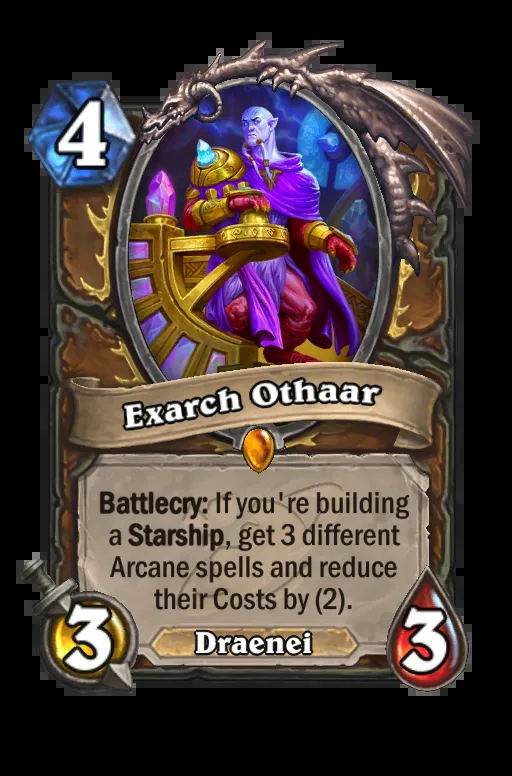 4
Exarch Othaar
Battlecry: If you're building
a Starship, get 3 different
Arcane spells and reduce
their Costs by (2).
3
Draenei
3